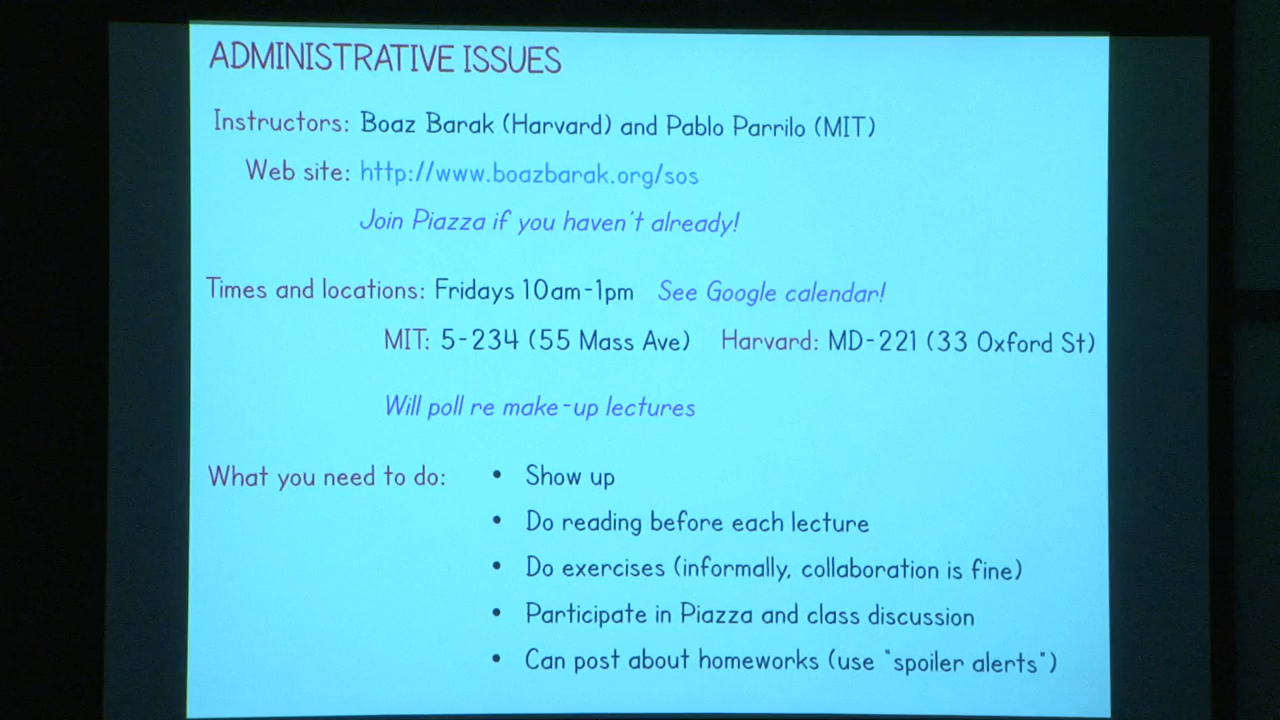 ADMINISTRATIVE ISSUES
Instructors: Boaz Barak (Harvard) and Pablo Parrilo (MIT)
Web site: http://www.boazbarak.org/sos
Join Piazza if you haven't already!
Times and locations: Fridays 10am-1pm See Google calendar!
MIT: 5-234 (55 Mass Ave) Harvard: MD-221 (33 Oxford St)
Will poll re make-up lectures
What you need to do: • Show up
• Do reading before each lecture
• Do exercises (informally, collaboration is fine)
• Participate in Piazza and class discussion
• Can post about homeworks (use "spoiler alerts")